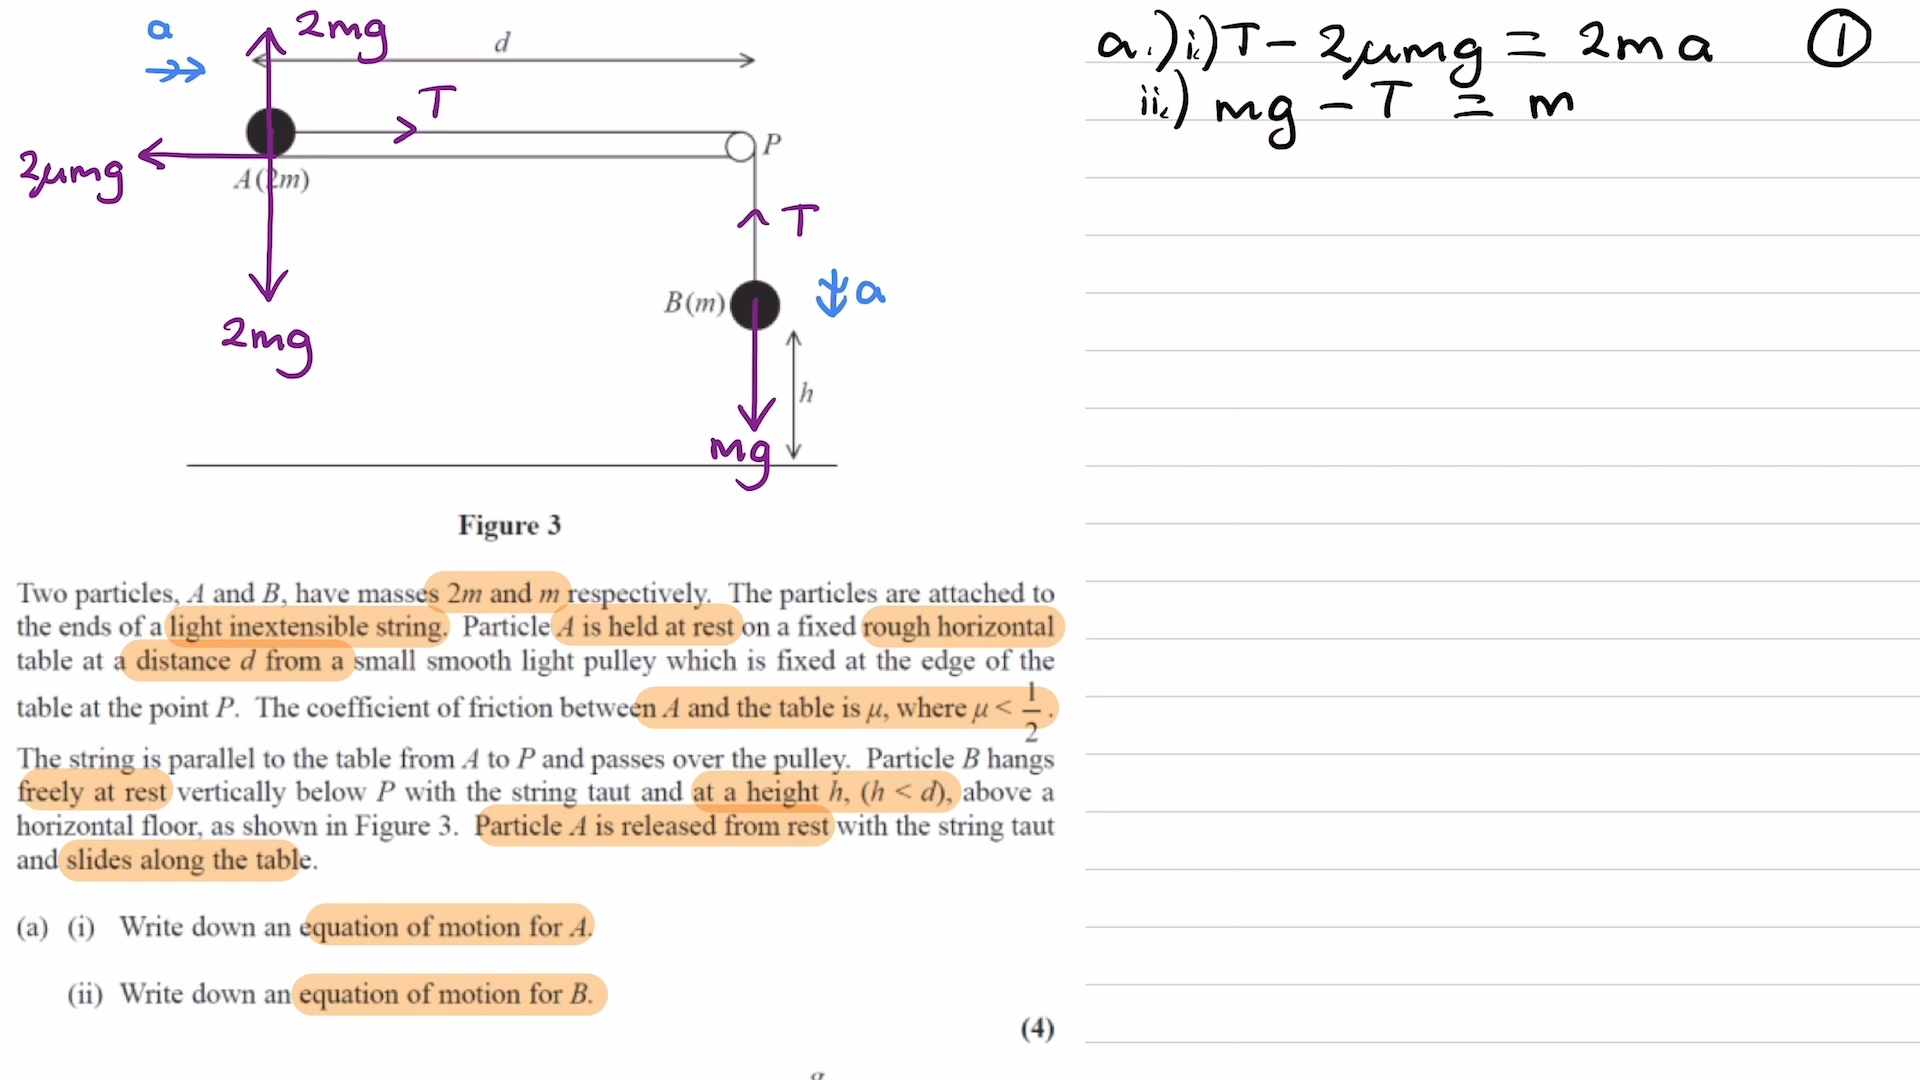 a
2mg
d
T
P
2μmg
A(2m)
T
B(m)
a
2mg
h
mg
Figure 3
Two particles, A and B, have masses 2m and m respectively. The particles are attached to
the ends of a light inextensible string. Particle A is held at rest on a fixed rough horizontal
table at a distance d from a small smooth light pulley which is fixed at the edge of the
table at the point P. The coefficient of friction between A and the table is μ, where μ < 1/2.
The string is parallel to the table from A to P and passes over the pulley. Particle B hangs
freely at rest vertically below P with the string taut and at a height h, (h < d), above a
horizontal floor, as shown in Figure 3. Particle A is released from rest with the string taut
and slides along the table.
(a) (i) Write down an equation of motion for A.
(ii) Write down an equation of motion for B.
(4)
a.) i.) T - 2μmg = 2ma ①
ii.) mg - T = m